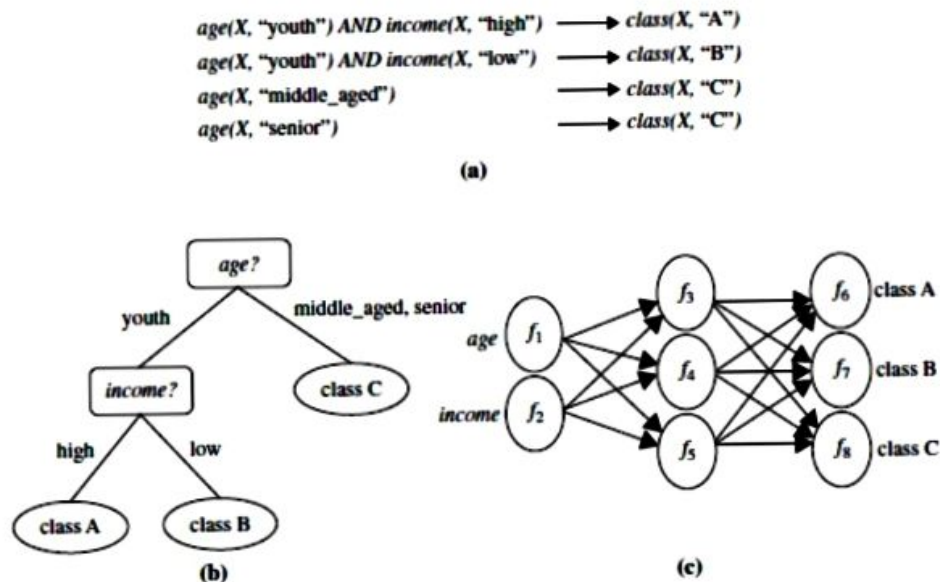 age(X, “youth”) AND income(X, “high”) class(X, “A”)
age(X, “youth”) AND income(X, “low”) class(X, “B”)
age(X, “middle_aged”) class(X, “C”)
age(X, “senior”) class(X, “C”)
(a)
age?
youth
middle_aged, senior
income?
class C
high
low
class A
class B
(b)
age
income
f1
f2
f3
f4
f5
f6
f7
f8
class A
class B
class C
(c)